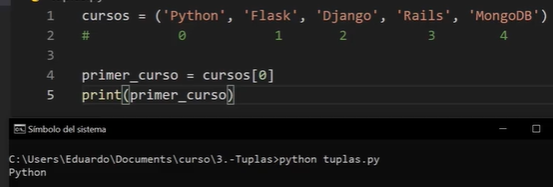 1 cursos = ('Python', 'Flask', 'Django', 'Rails', 'MongoDB')
2 # 0 1 2 3 4
3
4 primer_curso = cursos[0]
5 print(primer_curso)
Símbolo del sistema
C:\Users\Eduardo\Documents\curso\3.-Tuplas>python tuplas.py
Python